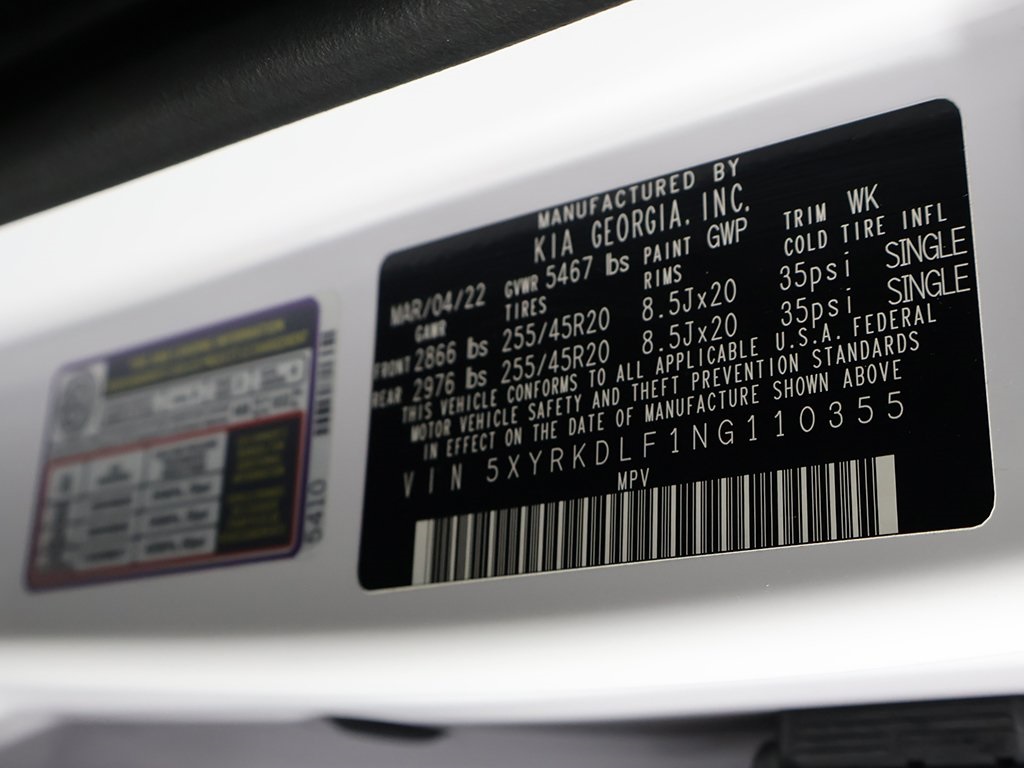 MANUFACTURED BY
KIA GEORGIA, INC.
MAR/04/22 GVWR 5467 lbs PAINT GWP TRIM WK
GAWR TIRES RIMS COLD TIRE INFL
FRONT 2866 lbs 255/45R20 8.5Jx20 35psi SINGLE
REAR 2976 lbs 255/45R20 8.5Jx20 35psi SINGLE
THIS VEHICLE CONFORMS TO ALL APPLICABLE U.S.A. FEDERAL
MOTOR VEHICLE SAFETY AND THEFT PREVENTION STANDARDS
IN EFFECT ON THE DATE OF MANUFACTURE SHOWN ABOVE
VIN 5XYRKDLF1NG110355
MPV
5410